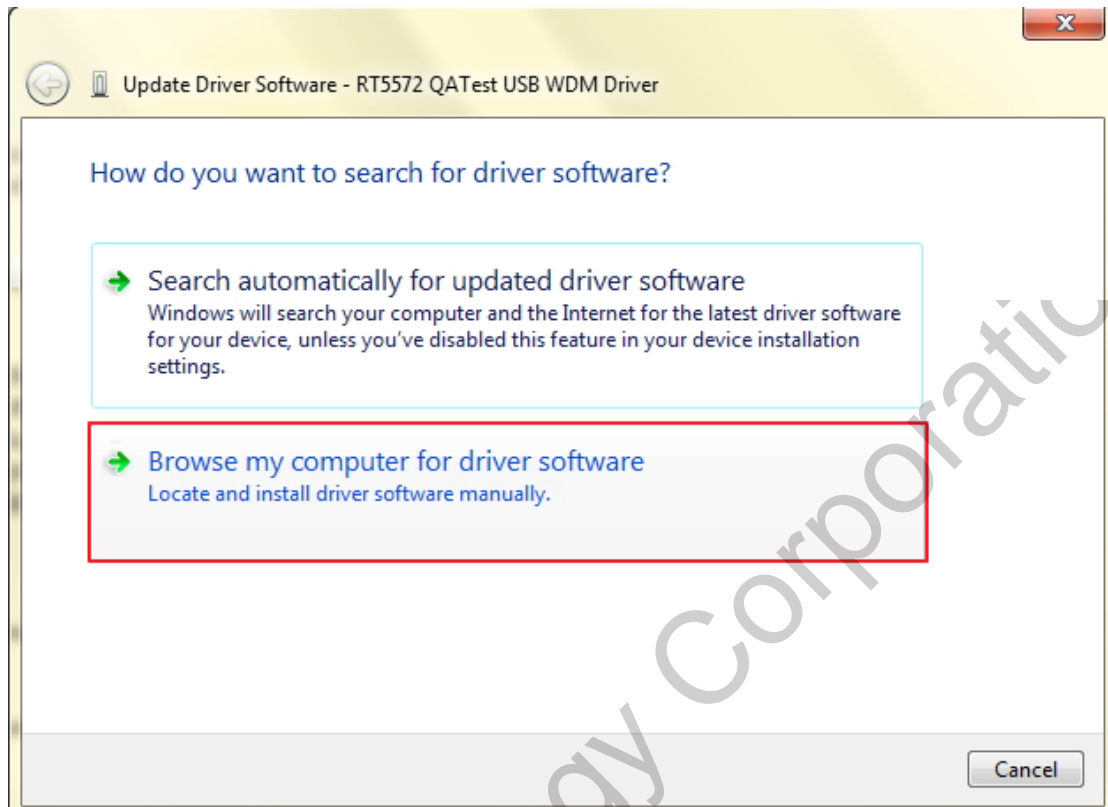 Update Driver Software - RT5572 QATest USB WDM Driver
How do you want to search for driver software?
Search automatically for updated driver software
Windows will search your computer and the Internet for the latest driver software
for your device, unless you've disabled this feature in your device installation
settings.
Browse my computer for driver software
Locate and install driver software manually.
Cancel
gy Corporatio